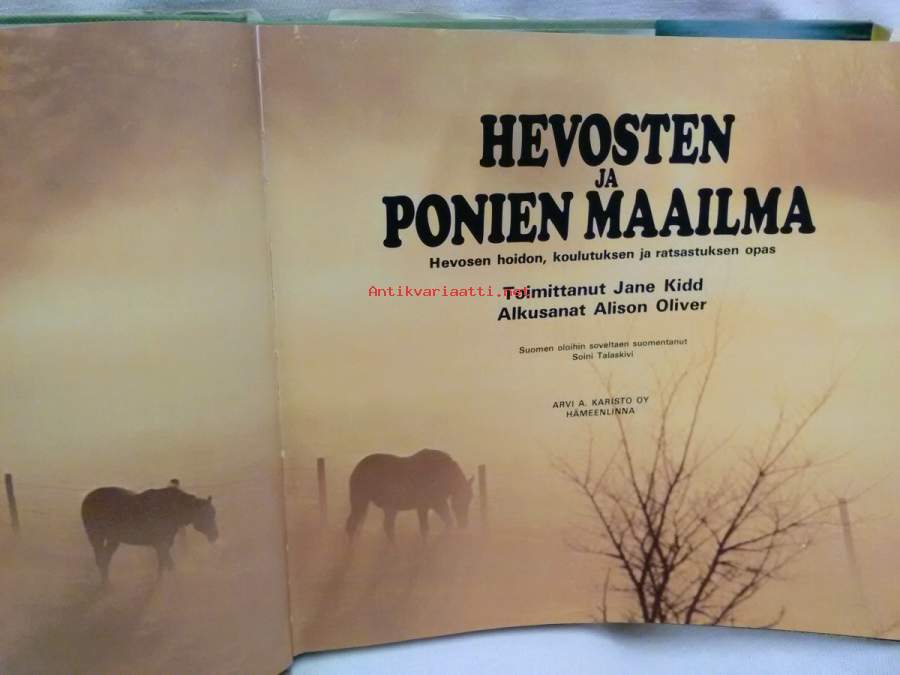 HEVOSTEN
JA
PONIEN MAAILMA
Hevosen hoidon, koulutuksen ja ratsastuksen opas
Antikvariaatti.net
Toimittanut Jane Kidd
Alkusanat Alison Oliver
Suomen oloihin soveltaen suomentanut
Soini Talaskivi
ARVI A. KARISTO OY
HÄMEENLINNA